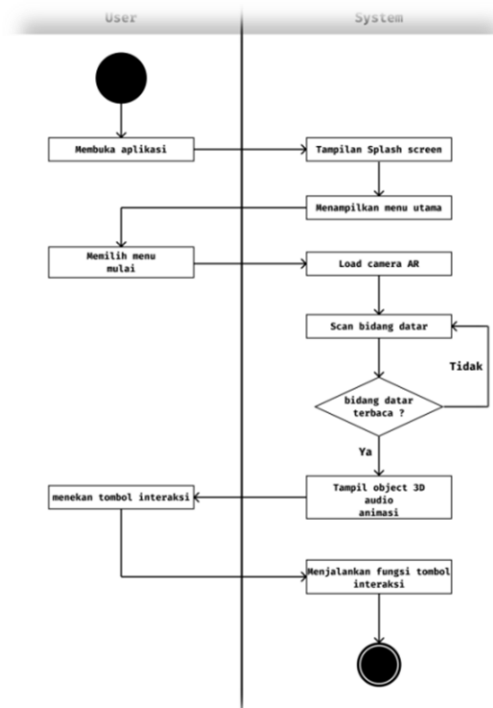 User
System
Membuka aplikasi
Tampilan Splash screen
Menampilkan menu utama
Memilih menu
mulai
Load camera AR
Scan bidang datar
Tidak
bidang datar
terbaca ?
Ya
Tampil object 3D
audio
animasi
menekan tombol interaksi
Menjalankan fungsi tombol
interaksi